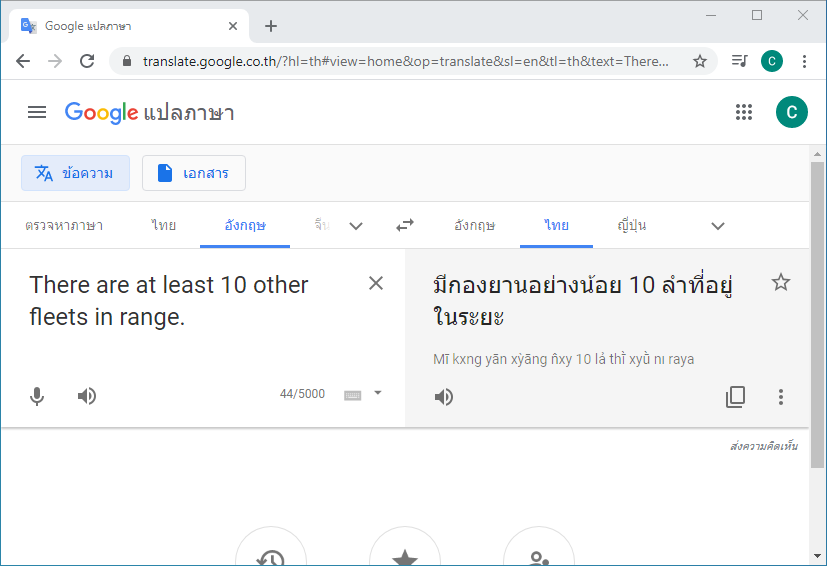 Google แปลภาษา
translate.google.co.th/?hl=th#view=home&op=translate&sl=en&tl=th&text=There...
C
Google แปลภาษา
C
ข้อความ
เอกสาร
ตรวจหาภาษา ไทย อังกฤษ จีน อังกฤษ ไทย ญี่ปุ่น
There are at least 10 other
fleets in range.
44/5000
มีกองยานอย่างน้อย 10 ลำที่อยู่
ในระยะ
Mī kxng yān xỳāng n̂xy 10 lả thī̀ xyū̀ nı raya
ส่งความคิดเห็น